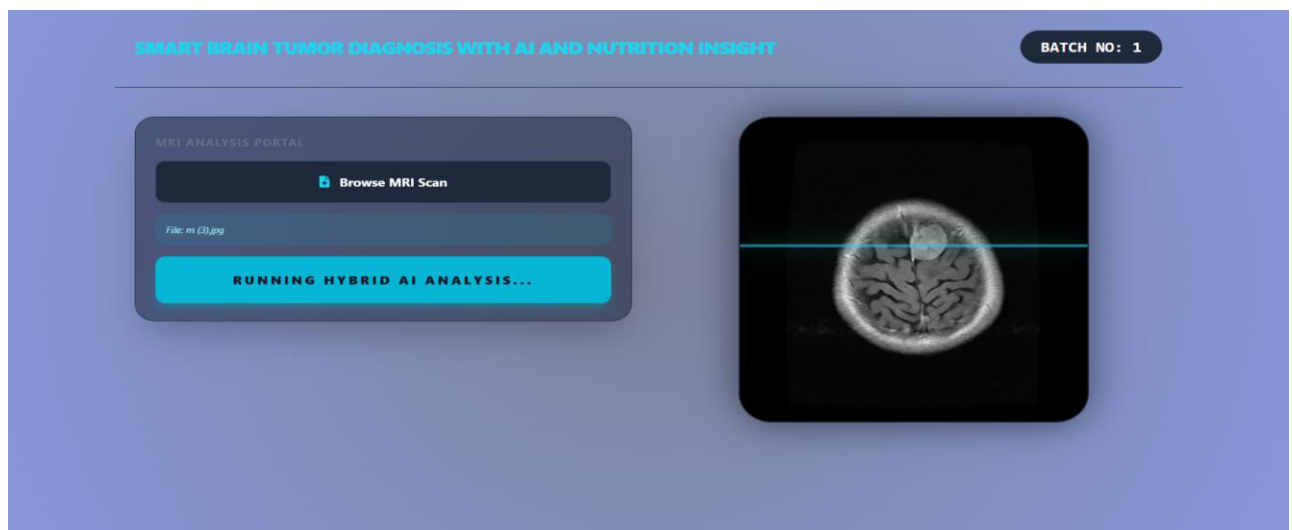 SMART BRAIN TUMOR DIAGNOSIS WITH AI AND NUTRITION INSIGHT
BATCH NO: 1
MRI ANALYSIS PORTAL
Browse MRI Scan
File: m (3).jpg
RUNNING HYBRID AI ANALYSIS...